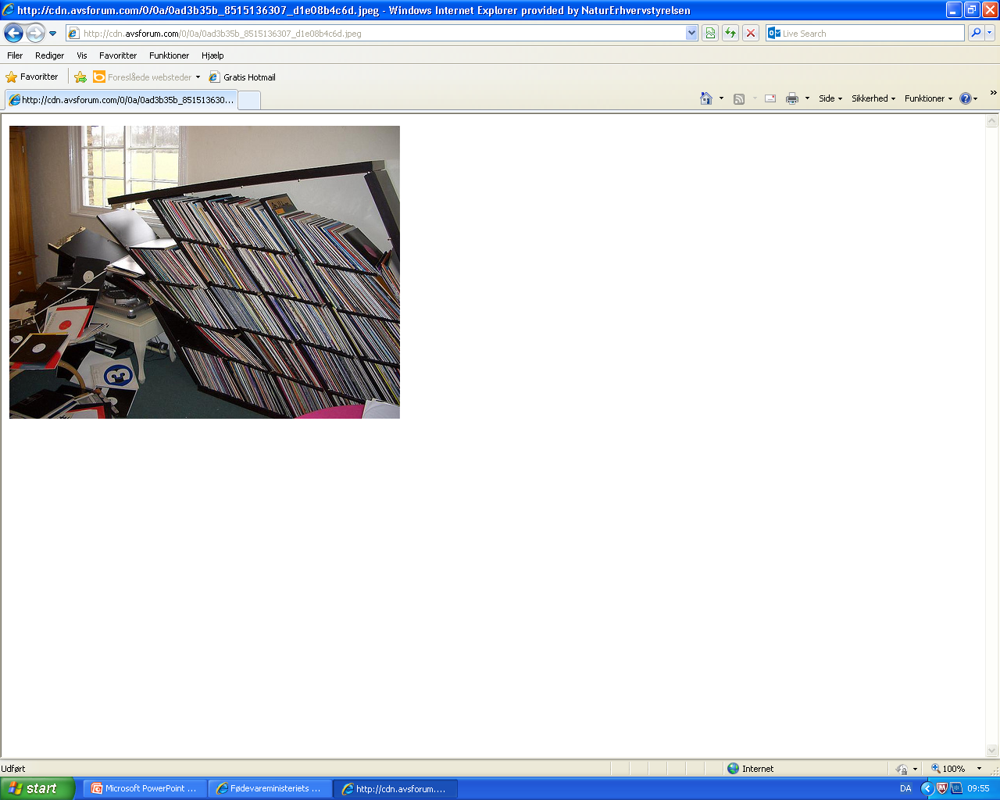 http://cdn.avsforum.com/0/0a/0ad3b35b_8515136307_d1e08b4c6d.jpeg - Windows Internet Explorer provided by NaturErhvervstyrelsen
http://cdn.avsforum.com/0/0a/0ad3b35b_8515136307_d1e08b4c6d.jpeg
Live Search
Filer Rediger Vis Favoritter Funktioner Hjælp
Favoritter Foreslåede websteder Gratis Hotmail
http://cdn.avsforum.com/0/0a/0ad3b35b_851513630... Side Sikkerhed Funktioner
Udført Internet 100%
start Microsoft PowerPoint ... Fødevareministeriets ... http://cdn.avsforum.... DA 09:55